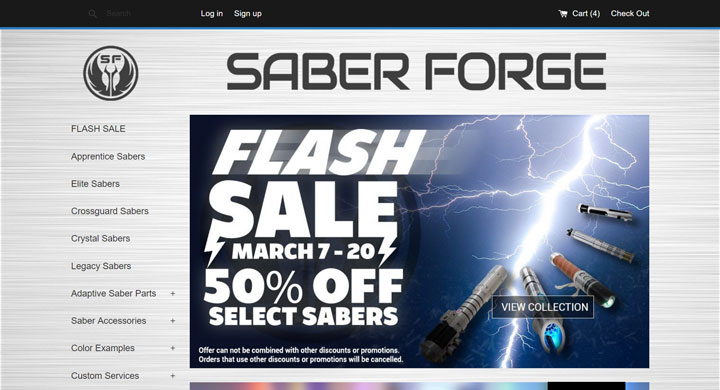 Search
Log in
Sign up
Cart (4)
Check Out
SF
SABER FORGE
FLASH SALE
Apprentice Sabers
Elite Sabers
Crossguard Sabers
Crystal Sabers
Legacy Sabers
Adaptive Saber Parts +
Saber Accessories +
Color Examples +
Custom Services +
FLASH
SALE
MARCH 7 - 20
50% OFF
SELECT SABERS
VIEW COLLECTION
Offer can not be combined with other discounts or promotions.
Orders that use other discounts or promotions will be cancelled.